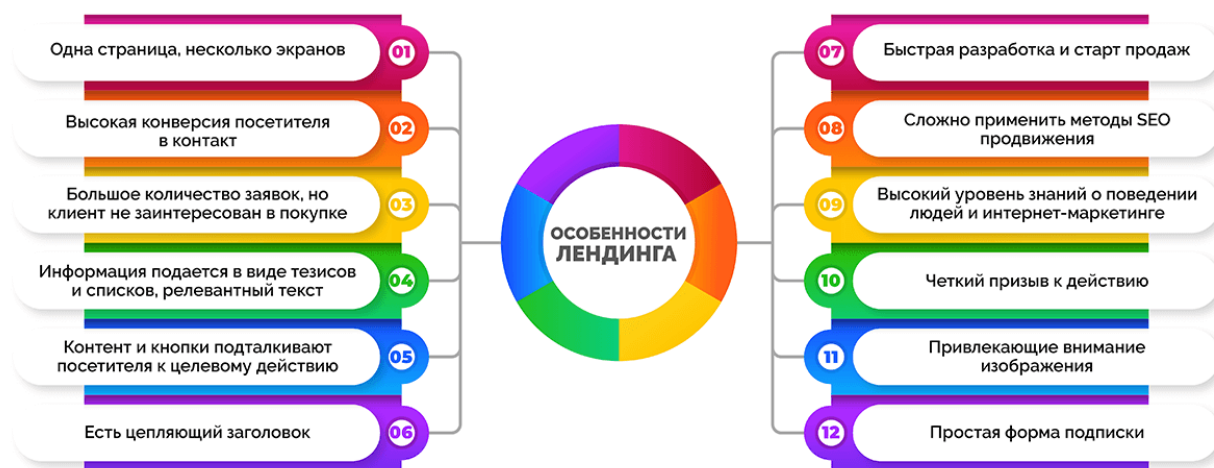 Одна страница, несколько экранов
01
Высокая конверсия посетителя
в контакт
02
Большое количество заявок, но
клиент не заинтересован в покупке
03
Информация подается в виде тезисов
и списков, релевантный текст
04
Контент и кнопки подталкивают
посетителя к целевому действию
05
Есть цепляющий заголовок
06
ОСОБЕННОСТИ
ЛЕНДИНГА
07
Быстрая разработка и старт продаж
08
Сложно применить методы SEO
продвижения
09
Высокий уровень знаний о поведении
людей и интернет-маркетинге
10
Четкий призыв к действию
11
Привлекающие внимание
изображения
12
Простая форма подписки